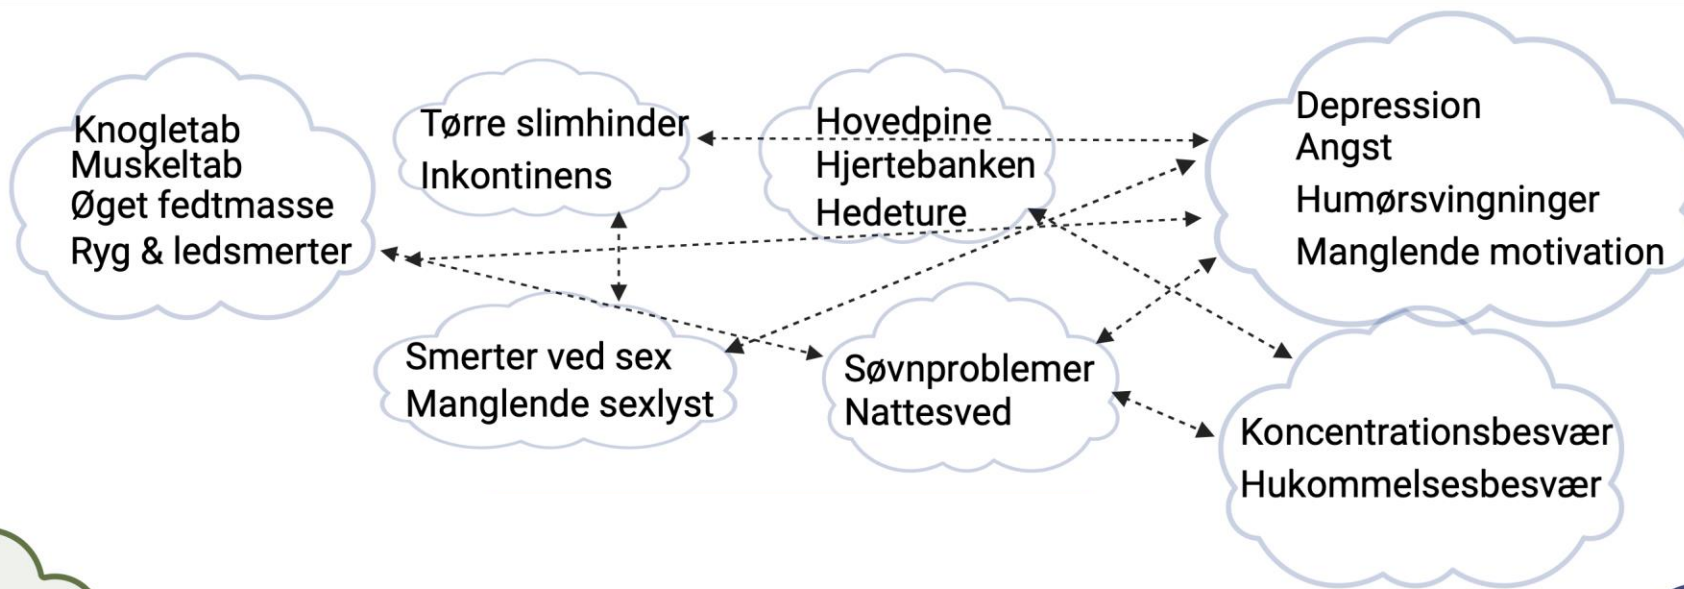 Knogletab
Muskeltab
Øget fedtmasse
Ryg & ledsmerter
Tørre slimhinder
Inkontinens
Hovedpine
Hjertebanken
Hedeture
Depression
Angst
Humørsvingninger
Manglende motivation
Smerter ved sex
Manglende sexlyst
Søvnproblemer
Nattesved
Koncentrationsbesvær
Hukommelsesbesvær